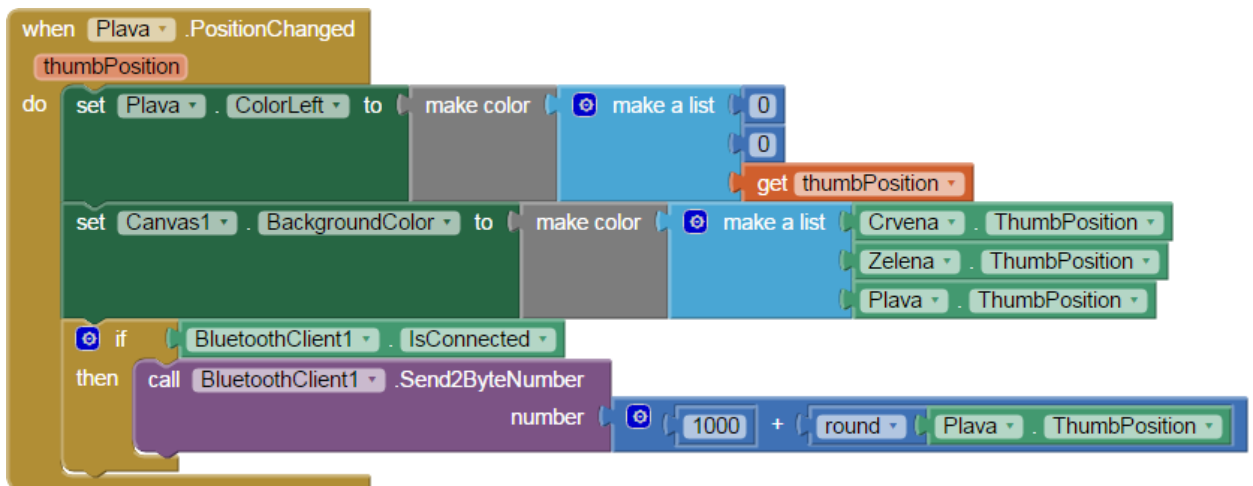 when Plava .PositionChanged
thumbPosition
do set Plava . ColorLeft to make color make a list 0
0
get thumbPosition
set Canvas1 . BackgroundColor to make color make a list Crvena . ThumbPosition
Zelena . ThumbPosition
Plava . ThumbPosition
if BluetoothClient1 . IsConnected
then call BluetoothClient1 .Send2ByteNumber
number 1000 + round Plava . ThumbPosition